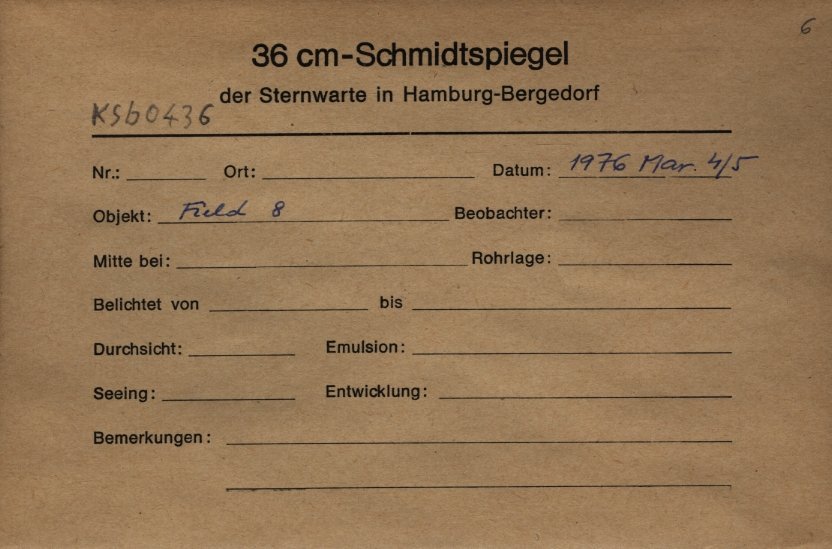 6
36 cm-Schmidtspiegel
der Sternwarte in Hamburg-Bergedorf
KSb0436
Nr.: Ort: Datum: 1976 Mar. 4/5
Objekt: Field 8 Beobachter:
Mitte bei: Rohrlage:
Belichtet von bis
Durchsicht: Emulsion:
Seeing: Entwicklung:
Bemerkungen: